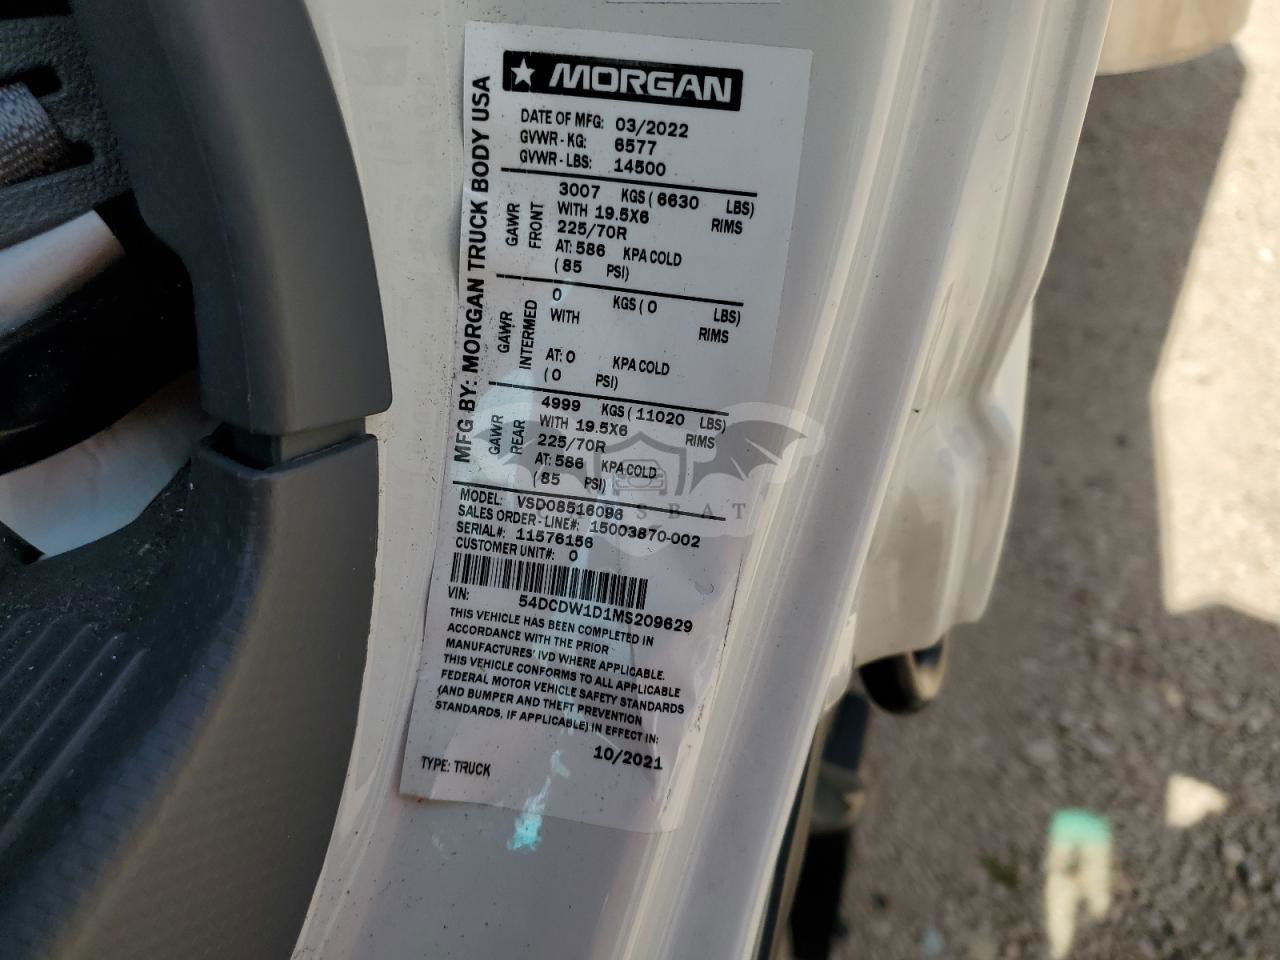 MORGAN
MFG BY: MORGAN TRUCK BODY USA
DATE OF MFG: 03/2022
GVWR - KG: 6577
GVWR - LBS: 14500
GAWR FRONT
3007 KGS ( 6630 LBS)
WITH 19.5X6 RIMS
225/70R
AT: 586 KPA COLD
( 85 PSI)
GAWR INTERMED
0 KGS ( 0 LBS)
WITH RIMS
AT: 0 KPA COLD
( 0 PSI)
GAWR REAR
4999 KGS ( 11020 LBS)
WITH 19.5X6 RIMS
225/70R
AT: 586 KPA COLD
( 85 PSI)
MODEL: VSD08516096
SALES ORDER - LINE#: 15003870-002
SERIAL#: 11576156
CUSTOMER UNIT#: 0
VIN: 54DCDW1D1MS209629
THIS VEHICLE HAS BEEN COMPLETED IN
ACCORDANCE WITH THE PRIOR
MANUFACTURES' IVD WHERE APPLICABLE.
THIS VEHICLE CONFORMS TO ALL APPLICABLE
FEDERAL MOTOR VEHICLE SAFETY STANDARDS
(AND BUMPER AND THEFT PREVENTION
STANDARDS, IF APPLICABLE) IN EFFECT IN:
10/2021
TYPE: TRUCK